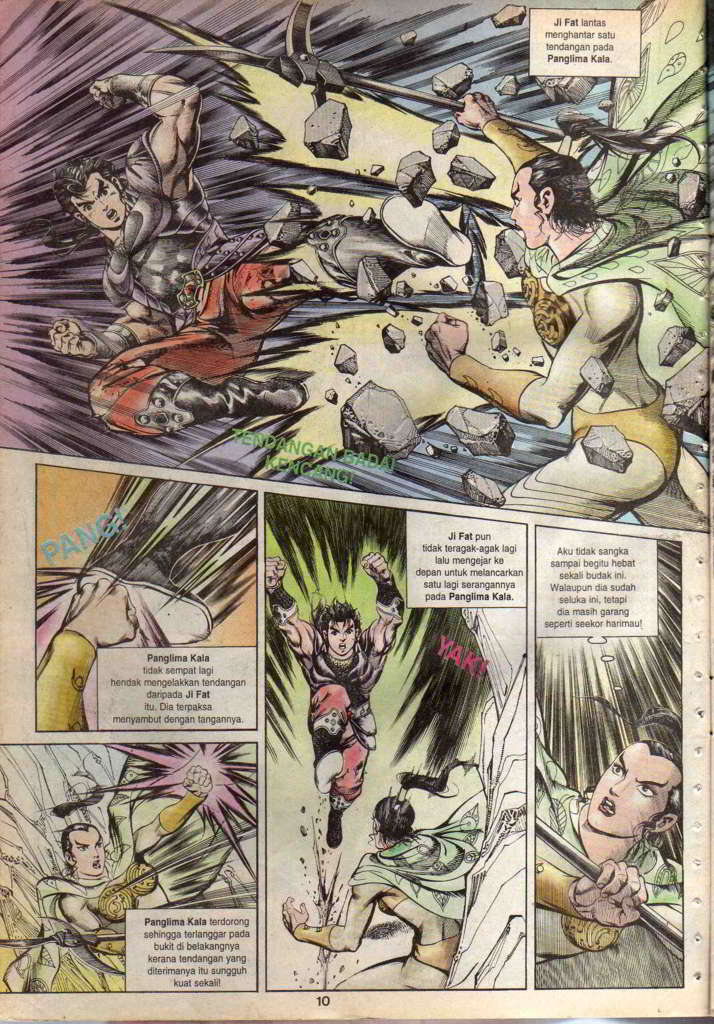 Ji Fat lantas
menghantar satu
tendangan pada
Panglima Kala.
TENDANGAN BADAI
KENCANG!
PANG!
Panglima Kala
tidak sempat lagi
hendak mengelakkan tendangan
daripada Ji Fat
itu. Dia terpaksa
menyambut dengan tangannya.
Panglima Kala terdorong
sehingga terlanggar pada
bukit di belakangnya
kerana tendangan yang
diterimanya itu sungguh
kuat sekali!
Ji Fat pun
tidak teragak-agak lagi
lalu mengejar ke
depan untuk melancarkan
satu lagi serangannya
pada Panglima Kala.
YAK!
Aku tidak sangka
sampai begitu hebat
sekali budak ini.
Walaupun dia sudah
seluka ini, tetapi
dia masih garang
seperti seekor harimau!
10